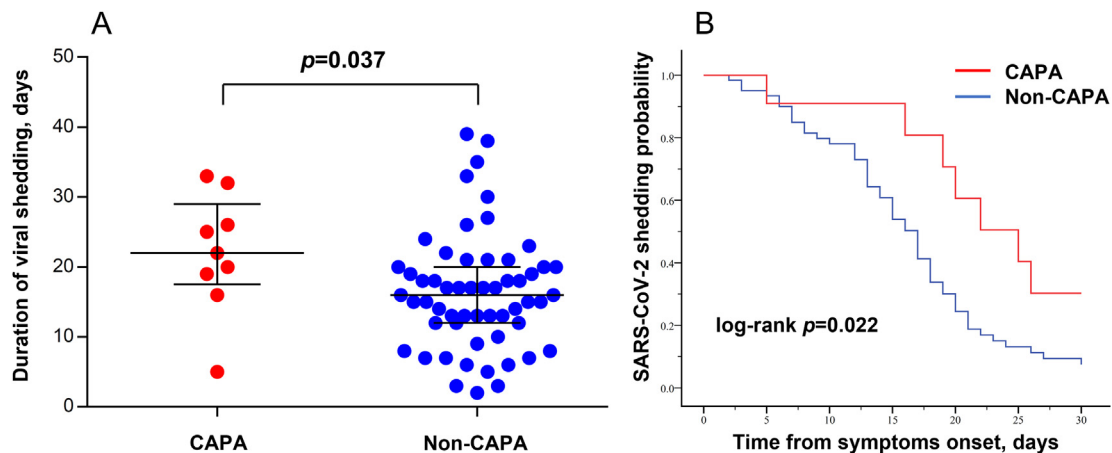 A
Duration of viral shedding, days
50
40
30
20
10
0
p=0.037
CAPA
Non-CAPA
B
SARS-CoV-2 shedding probability
1.0
0.8
0.6
0.4
0.2
0.0
CAPA
Non-CAPA
log-rank p=0.022
0 5 10 15 20 25 30
Time from symptoms onset, days